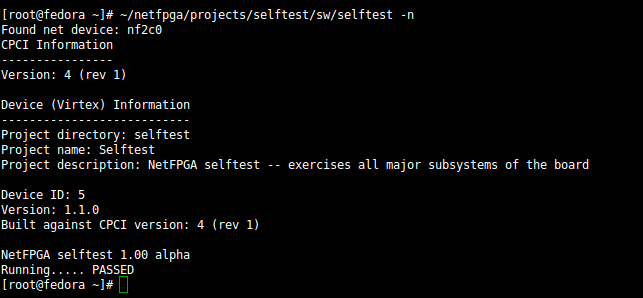 [root@fedora ~]# ~/netfpga/projects/selftest/sw/selftest -n
Found net device: nf2c0
CPCI Information
----------------
Version: 4 (rev 1)
Device (Virtex) Information
---------------------------
Project directory: selftest
Project name: Selftest
Project description: NetFPGA selftest -- exercises all major subsystems of the board
Device ID: 5
Version: 1.1.0
Built against CPCI version: 4 (rev 1)
NetFPGA selftest 1.00 alpha
Running..... PASSED
[root@fedora ~]#